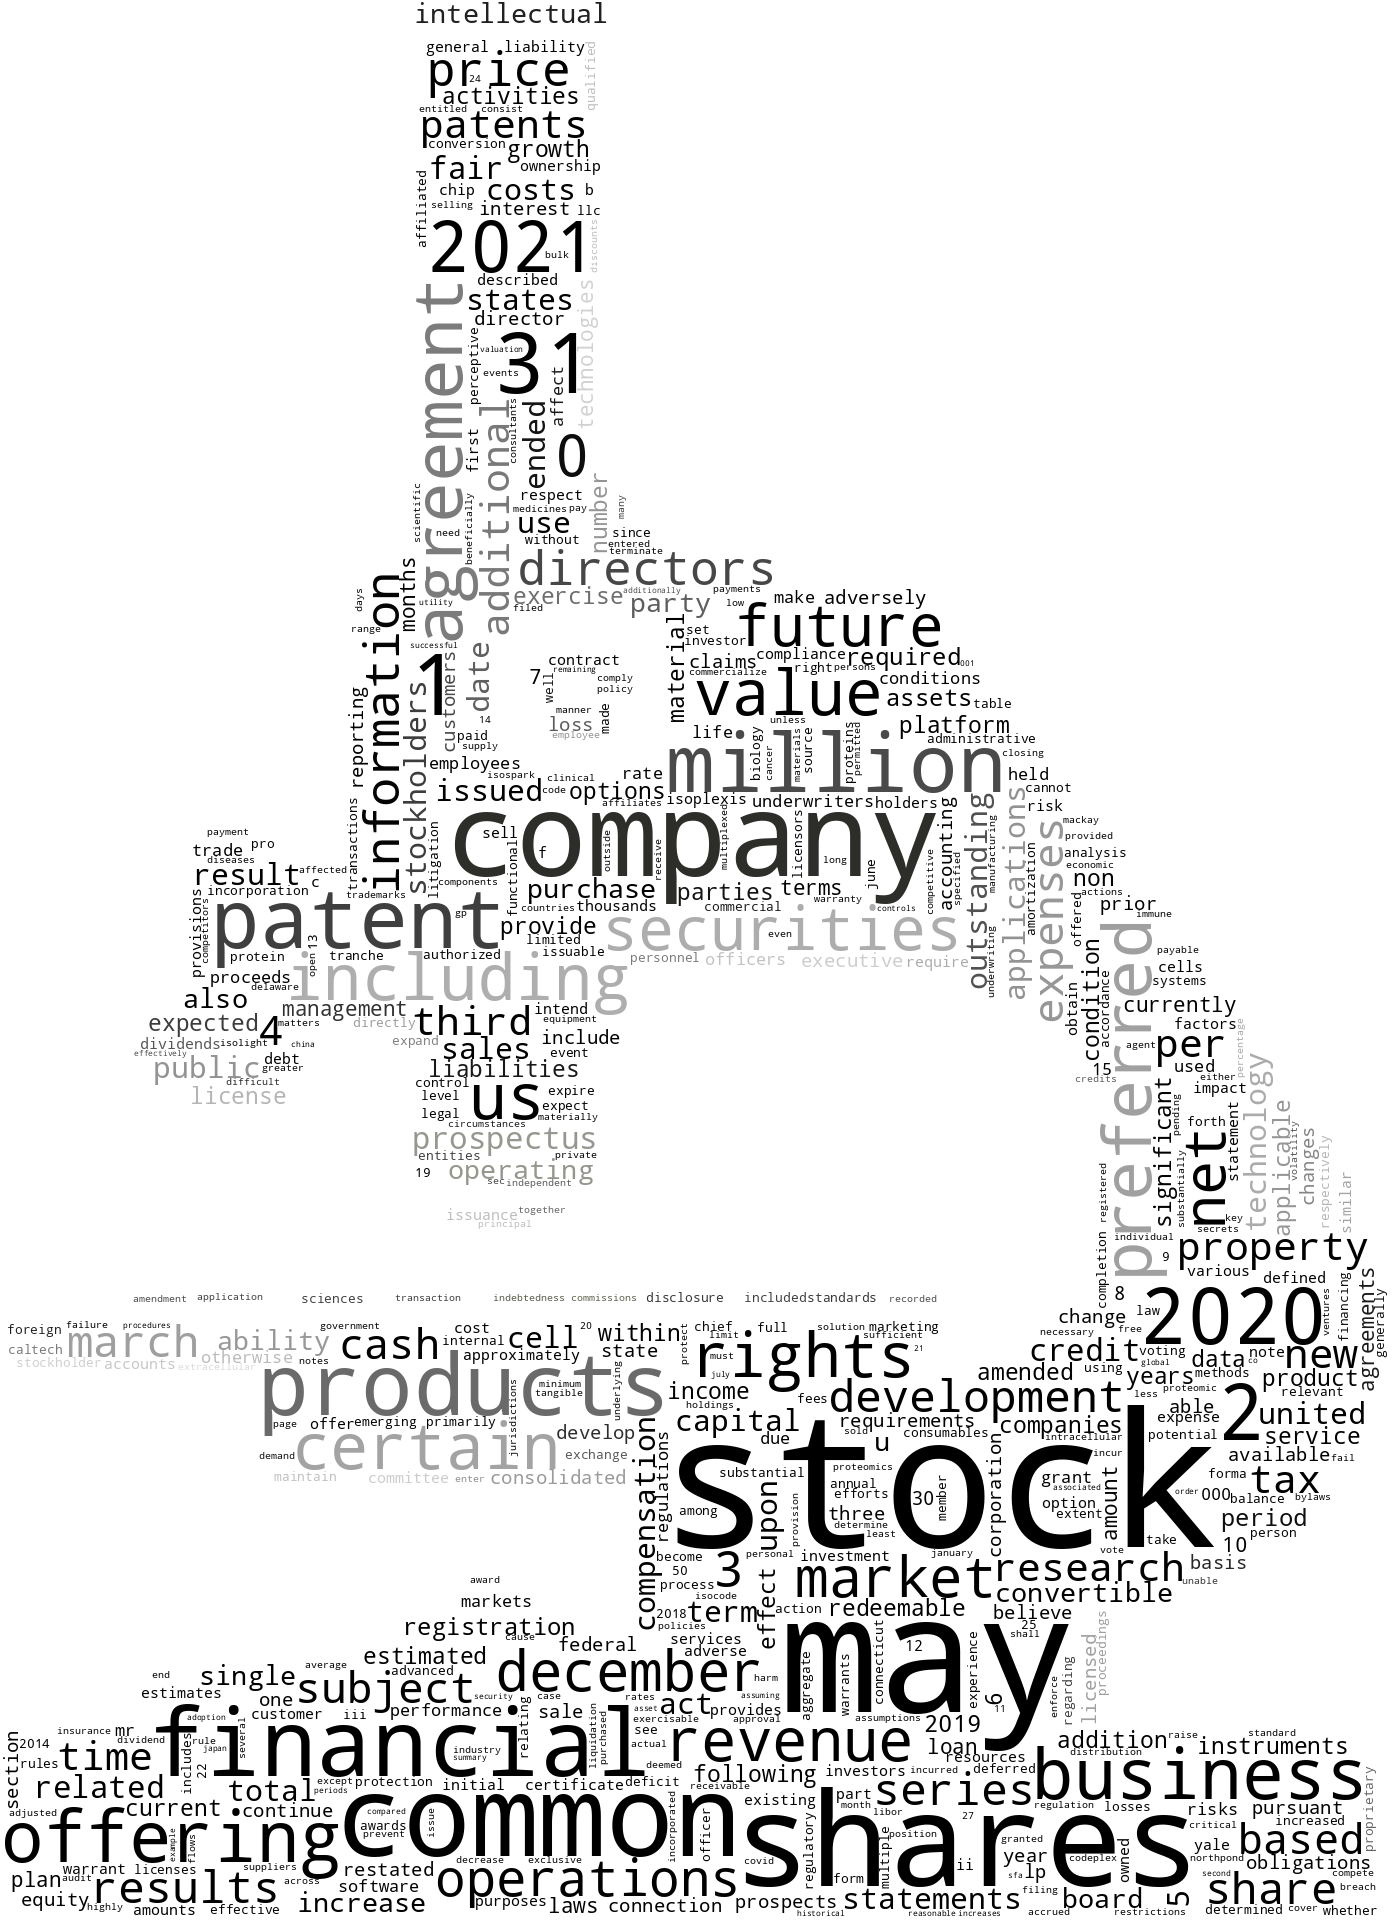 intellectual
general liability
qualified
price
24
activities
entitled consist
patents
conversion growth
fair ownership
affiliated
chip costs b
selling interest llc
2021
bulk
discounts
described
agreement
states
technologies
director
perceptive
valuation
31
events
affect
additional
consultants
ended
first
0
scientific
beneficially
respect
number
many
medicines pay
need
use
since
without
entered
terminate
directors
information
months
days
utility
exercise additionally payments
filed
party low make adversely
range
material
set
future
investor
successful
1
customers
date
contract
claims compliance required 001
right persons
commercialize
7
well
remaining
comply
policy
value
conditions
assets table
reporting
stockholders
manner
made
14
loss
employee
unless
platform
life
administrative
paid
supply
million
biology
cancer
materials
source
proteins
permitted
closing
employees
isospark clinical rate
held
cannot
issued code options
affiliates isoplexis underwriters holders
risk
transactions
litigation
company
sell
f
functional
outside
receive
multiplexed
licensors
long
june
accounting
outstanding
applications
manufacturing
expenses
mackay
provided
payment
trade pro
diseases
result affected
c
incorporation trademarks
components
purchase parties terms
warranty
competitive
specified
amortization
analysis
economic
non
actions
patent
gp
countries thousands commercial controls
provide
securities
even
offered
prior
immune
preferred
provisions
competitors
13
open
protein tranche authorized limited
issuable
personnel officers executive require
underwriting
condition
payable
cells
systems
proceeds
including
delaware
also management
intend
equipment
obtain
accordance
currently
expected 4 matters
directly third
include
factors
dividends isolight china
expand sales
event
agent per
percentage
effectively
public debt
greater
liabilities
15
used
credits
either
impact
difficult
license
control
level
us
expire
expect
legal
materially
circumstances
significant
pending
forth
statement
technology
applicable
volatility
changes
respectively
similar
prospectus
entities private
19 operating
sec independent
net
substantially
registered
key
secrets
issuance together
principal
individual
completion
9
property
various defined
agreements
amendment application sciences transaction indebtedness commissions disclosure included standards recorded
8
2020
ventures
financing
generally
foreign failure procedures
march ability
government
cash
cost
internal
cell
20
within
chief full solution marketing
limit sufficient
protect
change law
necessary free
caltech
stockholder accounts otherwise
extracellular
notes
approximately
state
must
rights
21
july
credit voting
global
data
co
note new
products
minimum
tangible
underlying
income
holdings
fees
development
amended using years methods product
less proteomic
relevant
page offer emerging primarily
jurisdictions
develop
capital
requirements
companies
able
expense
2
united
demand certain exchange
due
sold
u
consumables
intracellular
potential
service
maintain committee enter consolidated
compensation
regulations
stock
incur
available fail
substantial
proteomics
annual
efforts
upon
provision
among
three
determine
least
30
member
corporation
grant
associated
option
extent
amount
order 000
forma
tax
balance bylaws
period
person
take
10
become
50
process
3
personal investment january
vote
research
basis
unable
award
markets
isocode
market convertible
registration
cause
2018
policies
term
effect
action redeemable believe
25
shall
proceedings
licensed
federal services
adverse
may
12
estimated
end
average
single
advanced
december
harm
aggregate
warrants
connecticut
experience
6
11
enforce
regarding
estimates
one subject
security case rates
asset
act
assuming
provides
customer iii performance
exercisable approval assumptions
2019
adoption
financial
several
relating
sale
liquidation
purchased
see
actual
revenue
loan
addition
raise standard
distribution
instruments
section
2014
insurance mr
dividend
rule
japan
rules time
includes
22
industry
summary
deemed
resources
deferred
related total
except
periods
protection initial certificate deficit
receivable
following investors incurred
series business
proprietary
adjusted
current continue
compared
awards
prevent
issue
common
incorporated
officer
existing
part
month
libor
27
regulation losses
risks pursuant
critical increased
offering
example
flows
shares
regulatory
multiple
position
granted
year
codeplex
owned
yale
based
northpond
obligations
plan warrant licenses
audit
suppliers
across
restated
software
decrease exclusive
operations
covid
form
ii
sfa lp
second
compete
breach
equity highly
results
amounts effective increase
purposes laws connection prospects
historical
statements
reasonable increases
filing
accrued
board
restrictions
5
share
determined cover whether